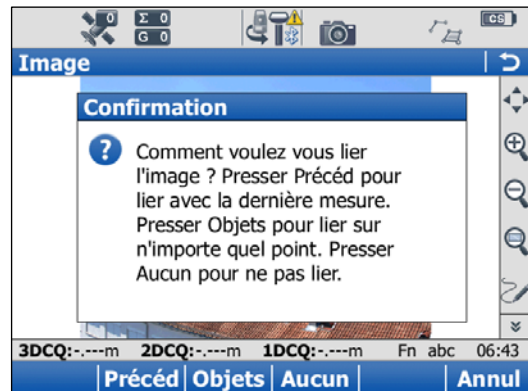 0 Σ 0
G 0
CS
Image
Confirmation
?
Comment voulez vous lier
l'image ? Presser Précéd pour
lier avec la dernière mesure.
Presser Objets pour lier sur
n'importe quel point. Presser
Aucun pour ne pas lier.
3DCQ:-.---m 2DCQ:-.---m 1DCQ:-.---m Fn abc 06:43
Précéd Objets Aucun Annul